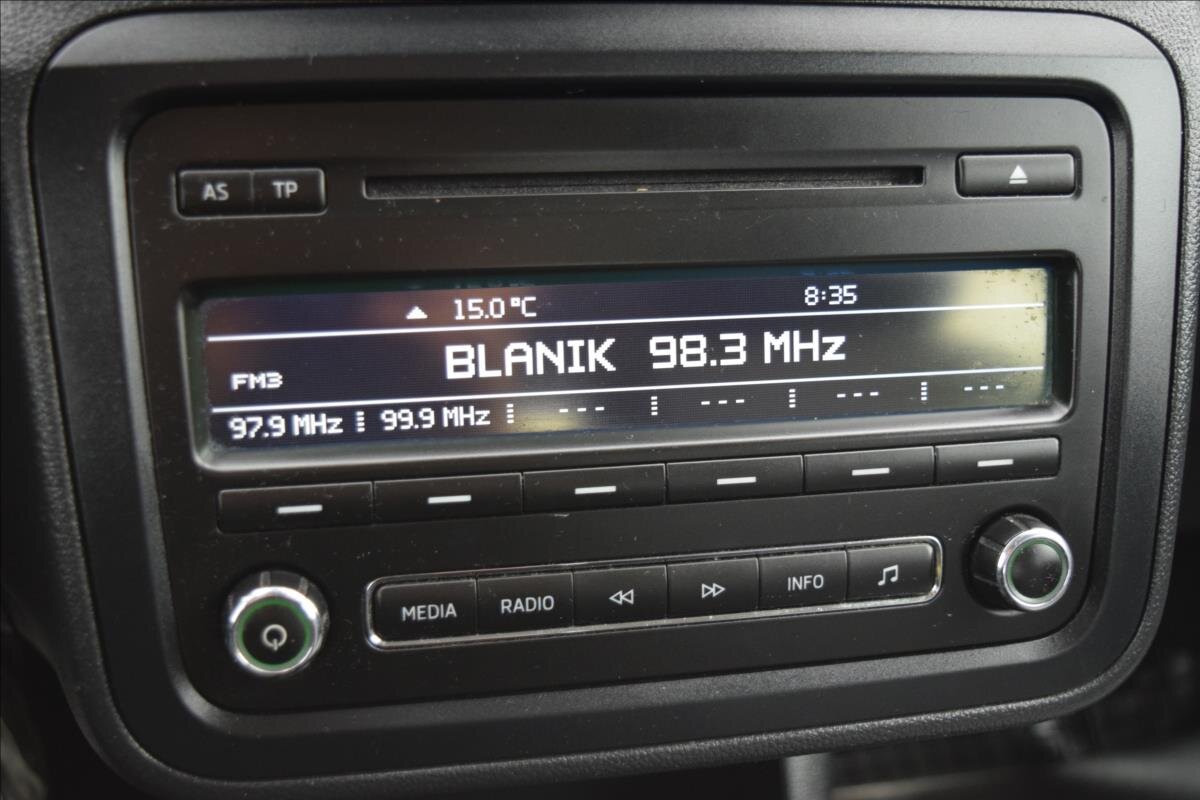 AS TP
15.0°C 8:35
BLANIK 98.3 MHz
FM3
97.9 MHz 99.9 MHz --- --- --- ---
MEDIA RADIO INFO